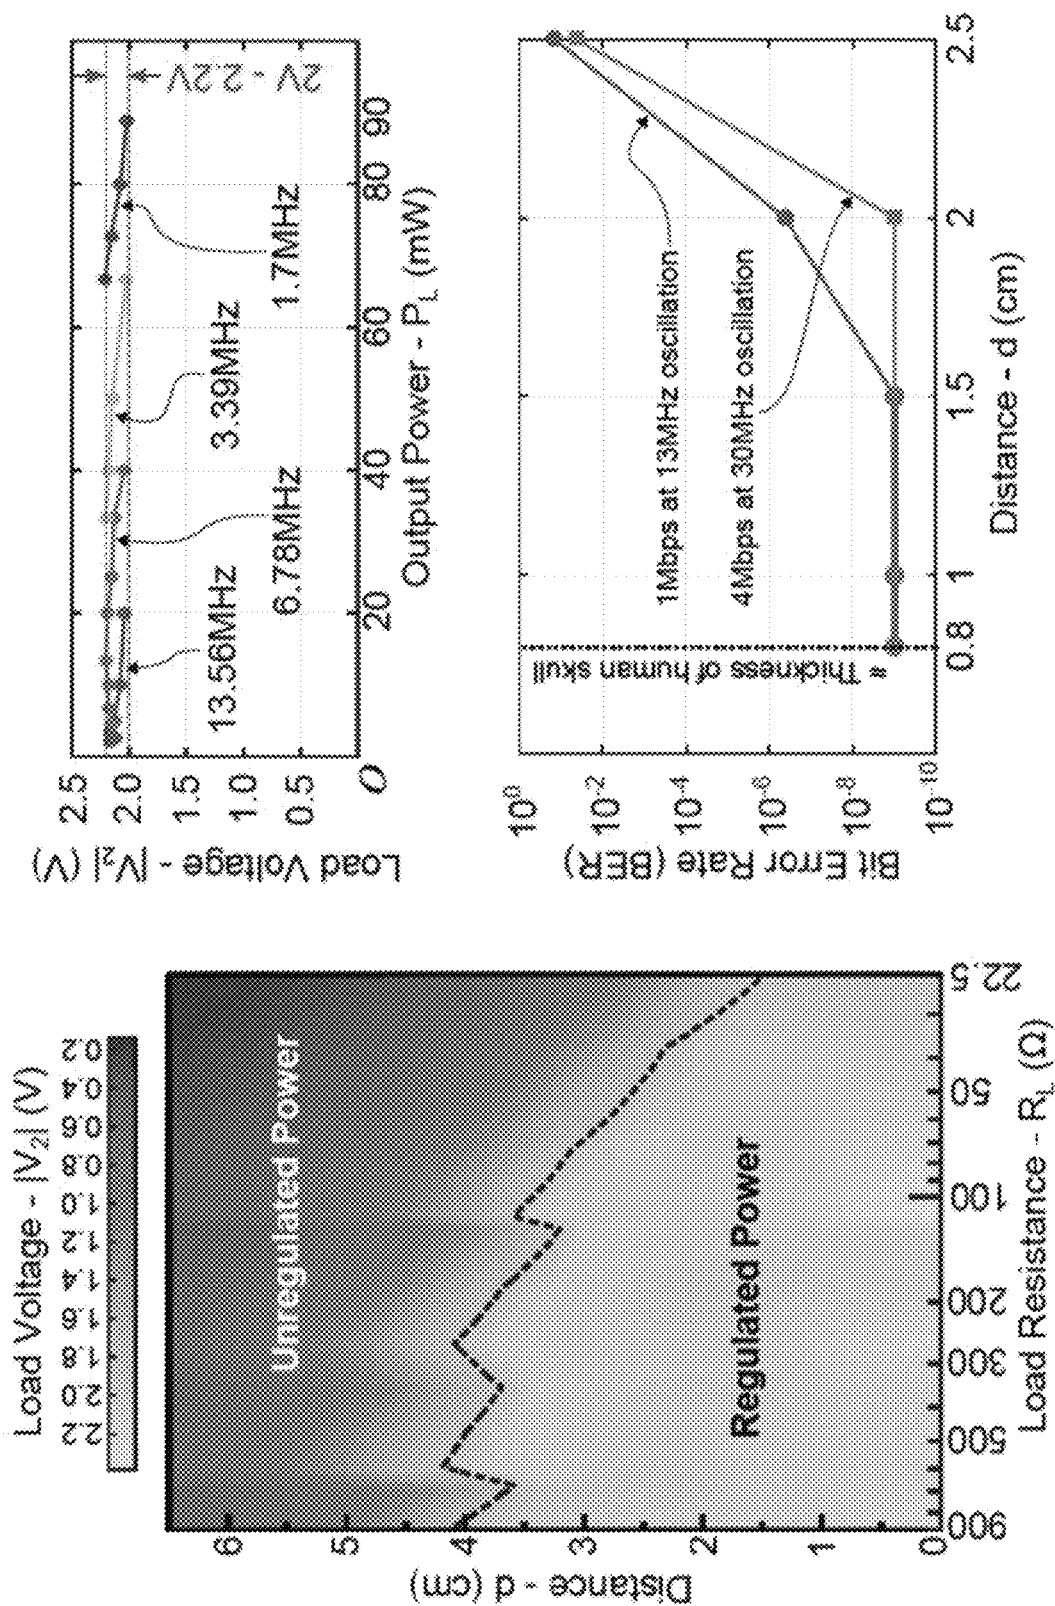 Load Voltage - |V₂| (V)
2.2 2.0 1.8 1.6 1.4 1.2 1.0 0.8 0.6 0.4 0.2
Distance - d (cm)
6
5
4
3
2
1
0
Unregulated Power
Regulated Power
900 500 300 200 100 50 22.5
Load Resistance - R_L (Ω)
Load Voltage - |V₂| (V)
2.5
2.0
1.5
1.0
0.5
0
2V - 2.2V
13.56MHz
6.78MHz
3.39MHz
1.7MHz
20 40 60 80 90
Output Power - P_L (mW)
Bit Error Rate (BER)
10⁰
10⁻²
10⁻⁴
10⁻⁶
10⁻⁸
10⁻¹⁰
≈ Thickness of human skull
1Mbps at 13MHz oscillation
4Mbps at 30MHz oscillation
0.8 1 1.5 2 2.5
Distance - d (cm)